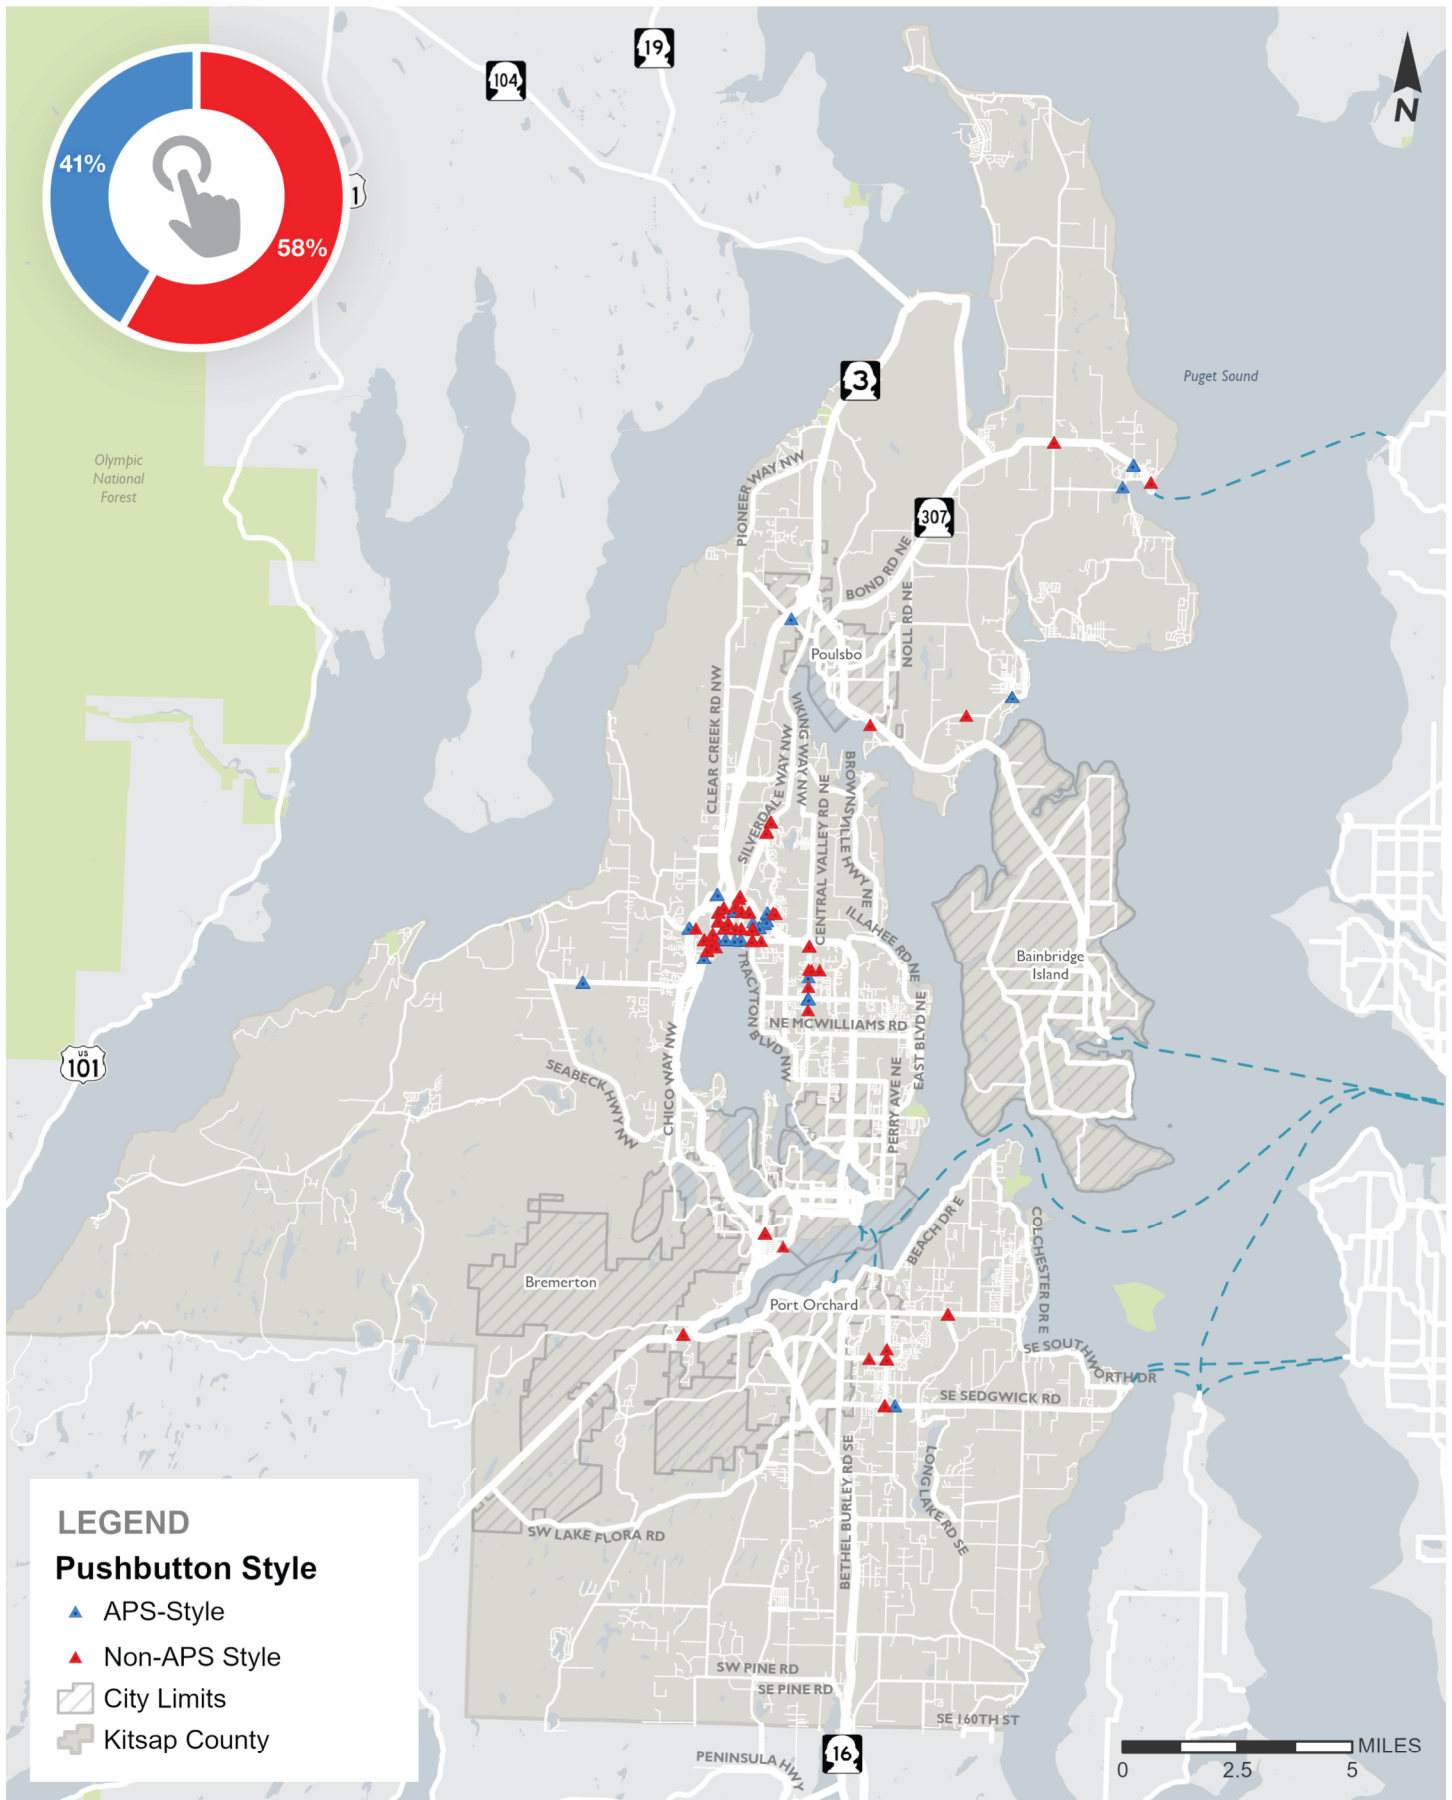 19
104
41%
58%
1
N
3
Puget Sound
Olympic
National
Forest
PIONEER WAY NW
307
BOND RD NE
NOLL RD NE
Poulsbo
CLEAR CREEK RD NW
VIKING WAY NW
SILVERDALE WAY NW
BROWNSVILLE HWY NE
CENTRAL VALLEY RD NE
ILLAHEE RD NE
Bainbridge
Island
TRACYTON BLVD NW
NE MCWILLIAMS RD
EAST BLVD NE
US
101
SEABECK HWY NW
CHICO WAY NW
PERRY AVE NE
BEACH DR E
COLCHESTER DR E
Bremerton
Port Orchard
SE SOUTHWORTH DR
SE SEDGWICK RD
BETHEL BURLEY RD SE
LONG LAKE RD SE
SW LAKE FLORA RD
LEGEND
Pushbutton Style
APS-Style
Non-APS Style
City Limits
Kitsap County
SW PINE RD
SE PINE RD
SE 160TH ST
16
PENINSULA HWY
MILES
0 2.5 5